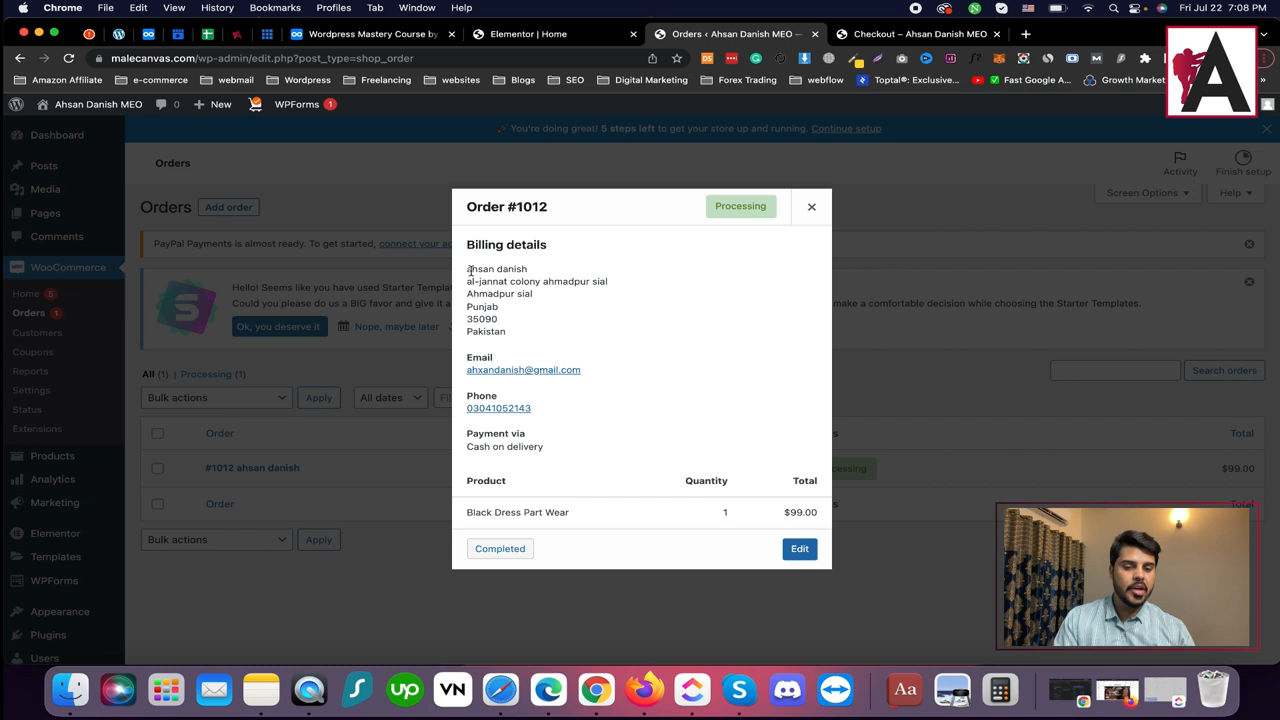 Chrome File Edit View History Bookmarks Profiles Tab Window Help
Fri Jul 22 7:08 PM
Wordpress Mastery Course by
Elementor | Home
Orders ‹ Ahsan Danish MEO —
Checkout – Ahsan Danish MEO —
malecanvas.com/wp-admin/edit.php?post_type=shop_order
Amazon Affiliate e-commerce webmail Wordpress Freelancing websites Blogs SEO Digital Marketing Forex Trading webflow Toptal®: Exclusive... Fast Google A... Growth Market
Ahsan Danish MEO 0 + New WPForms 1
Dashboard
Posts
Media
Pages
Comments
WooCommerce
Home 5
Orders 1
Customers
Coupons
Reports
Settings
Status
Extensions
Products
Analytics
Marketing
Elementor
Templates
WPForms
Appearance
Plugins
Users
You're doing great! 5 steps left to get your store up and running. Continue setup
Orders
Activity
Finish setup
Screen Options
Help
Orders
Add order
PayPal Payments is almost ready. To get started, connect your ac
Hello! Seems like you have used Starter Templa
Could you please do us a BIG favor and give it a
make a comfortable decision while choosing the Starter Templates.
Ok, you deserve it
Nope, maybe later
All (1) | Processing (1)
Search orders
Bulk actions
Apply
All dates
Order
Total
#1012 ahsan danish
$99.00
Order
Total
Bulk actions
Apply
Order #1012
Processing
Billing details
ahsan danish
al-jannat colony ahmadpur sial
Ahmadpur sial
Punjab
35090
Pakistan
Email
ahxandanish@gmail.com
Phone
03041052143
Payment via
Cash on delivery
Product Quantity Total
Black Dress Part Wear 1 $99.00
Completed
Edit
A
up
VN
Aa